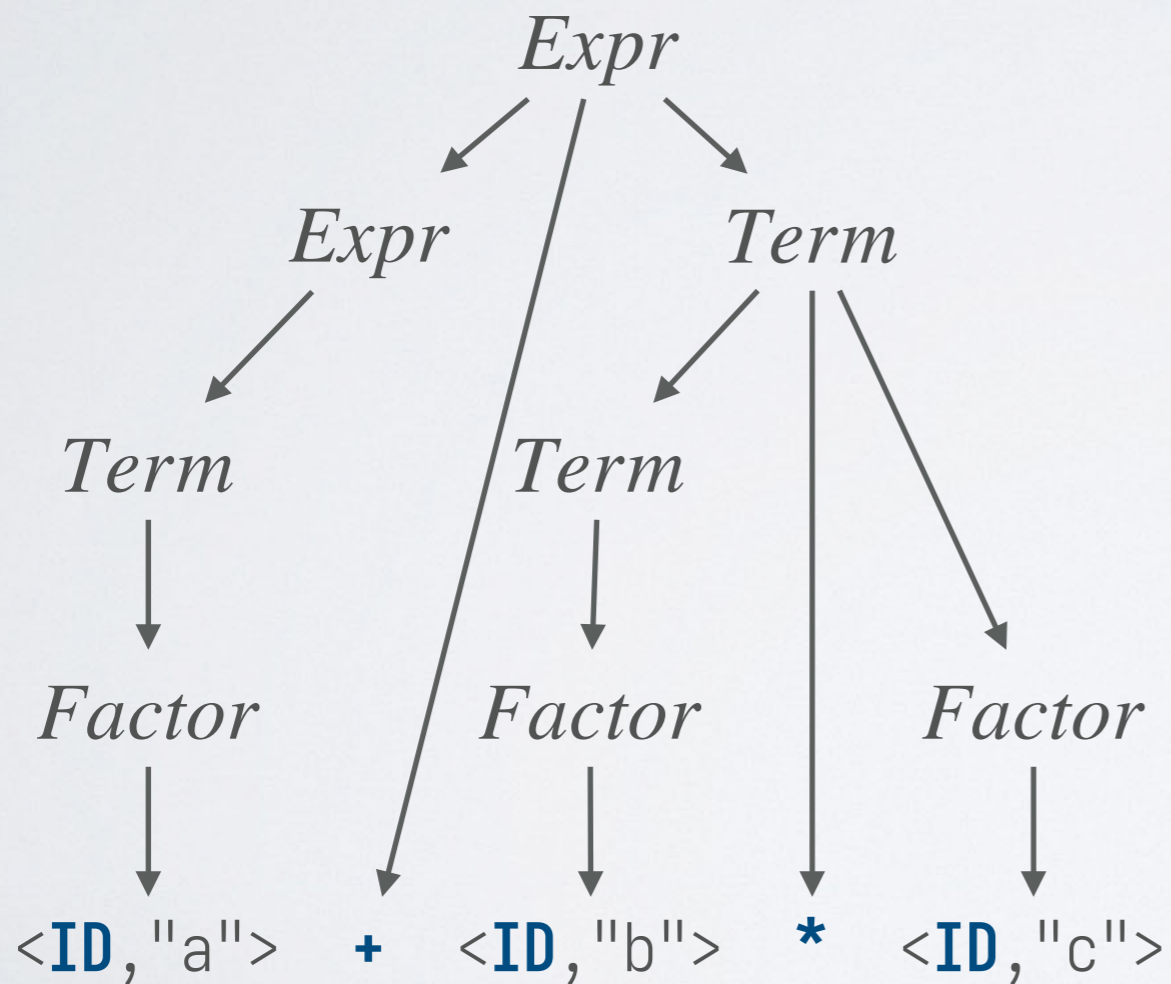 Expr
Expr Term
Term Term
Factor Factor Factor
<ID,"a"> + <ID,"b"> * <ID,"c">